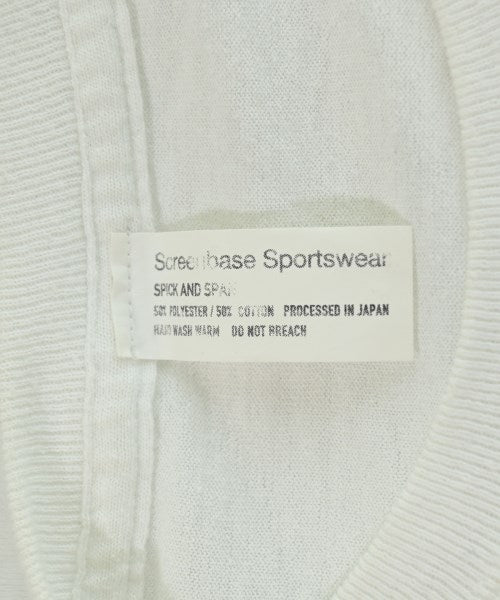 Screenbase Sportswear
SPICK AND SPAN
50% POLYESTER / 50% COTTON PROCESSED IN JAPAN
HAND WASH WARM DO NOT BREACH